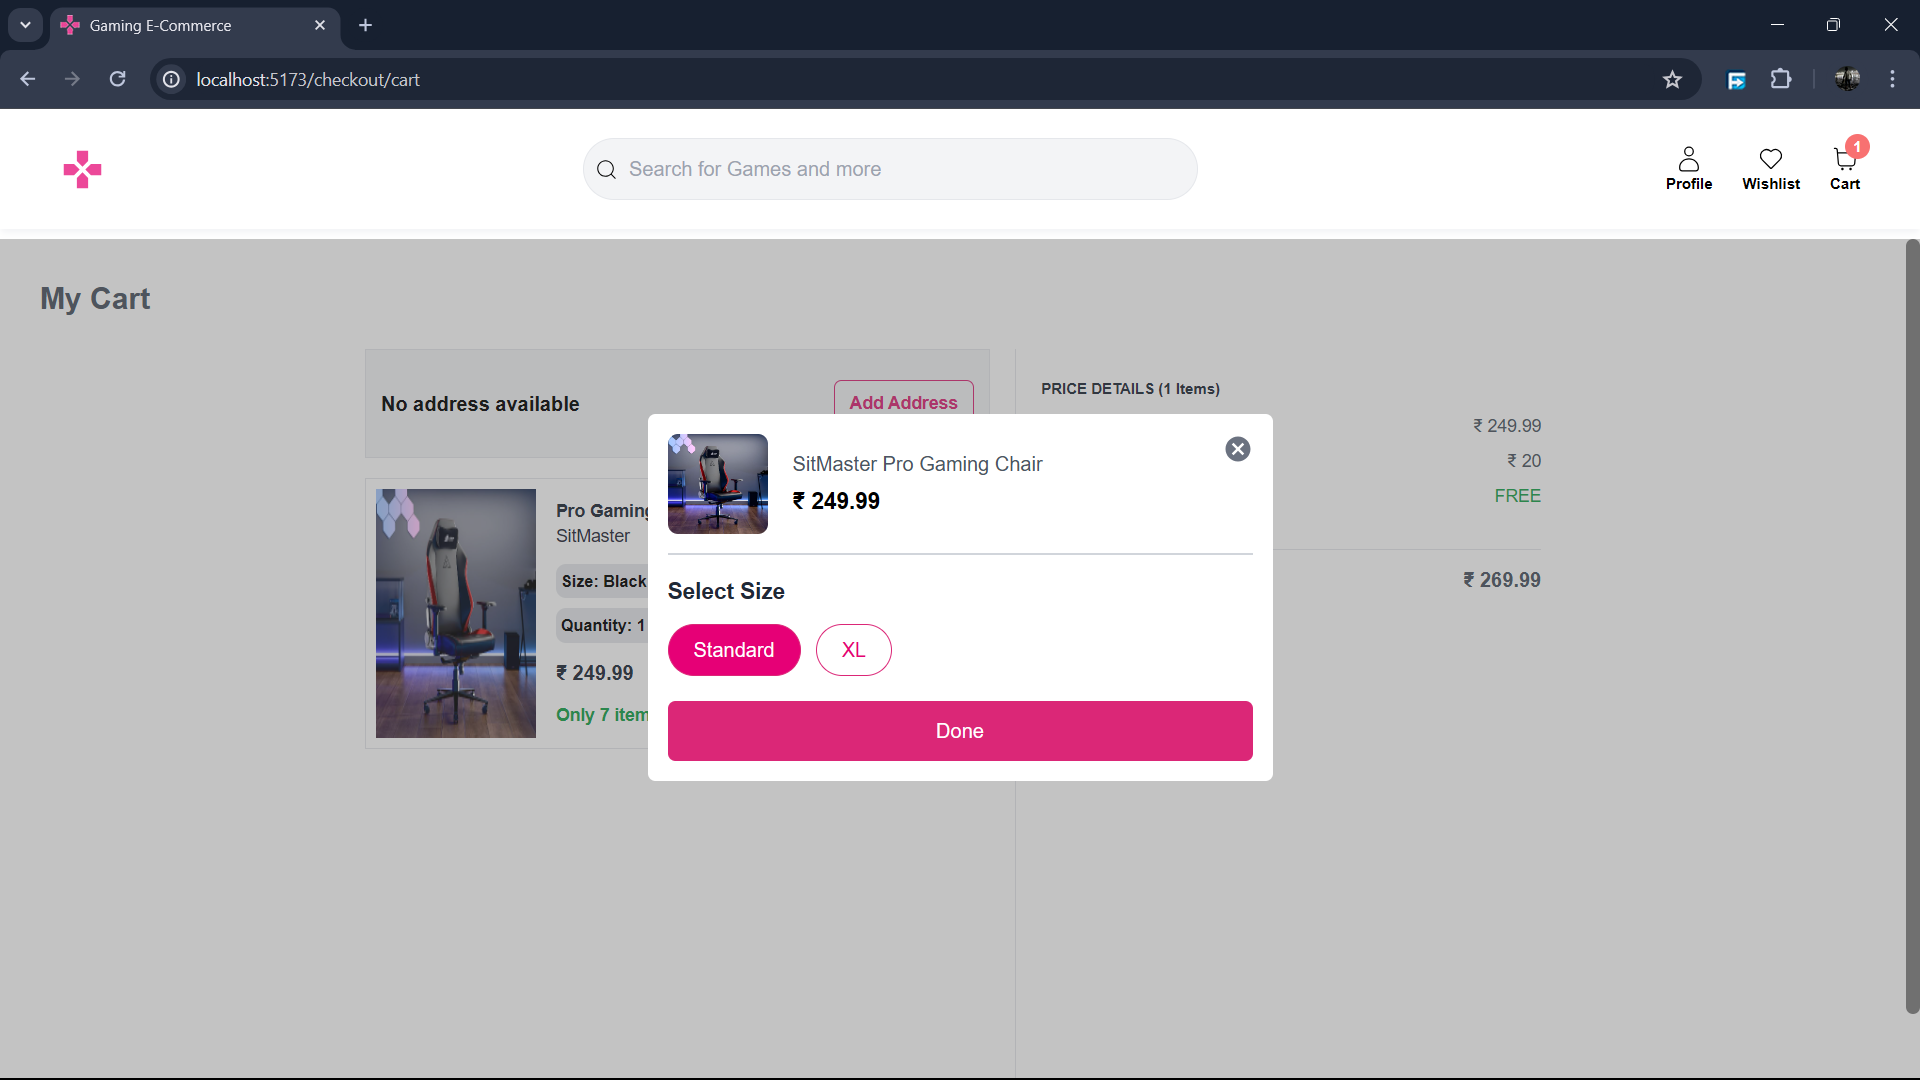 Gaming E-Commerce
localhost:5173/checkout/cart
Search for Games and more
Profile
Wishlist
1
Cart
My Cart
No address available
Add Address
Pro Gaming
SitMaster
Size: Black
Quantity: 1
₹ 249.99
Only 7 item
SitMaster Pro Gaming Chair
₹ 249.99
Select Size
Standard
XL
Done
PRICE DETAILS (1 Items)
₹ 249.99
₹ 20
FREE
₹ 269.99